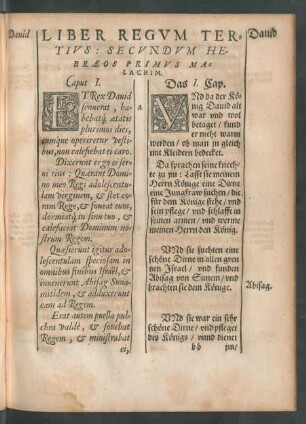 Dauid
LIBER REGVM TER-
Dauid
TIVS: SECVNDVM HE-
BRÆOS PRIMVS MA-
LACHIM.
Caput I.
ET Rex Dauid
senuerat, ha-
bebatq́; ætatis
plurimos dies,
cumque operiretur vesti-
bus, non calefiebat eo caro.
Dixerunt ergo ei ser-
ui eius: Quæramus Domi-
no meo Regi adolescentu-
lam virginem, & stet co-
ram Rege, & foueat eum,
dormiatq́; in sinu tuo, &
calefaciat Dominum no-
strum Regem.
Quæsierunt igitur ado-
lescentulam speciosam in
omnibus finibus Israël, &
inuenerunt Abisag Suna-
mitidem, & adduxerunt
eam ad Regem.
Erat autem puella pul-
chra valdè, & fouebat
Regem, & ministrabat
ei,
A
Das I. Cap.
VNd da der Kö-
nig Dauid alt
war vnd wol
betaget / kund
er nicht warm
werden / ob man in gleich
mit Kleidern bedecket.
Da sprachen seine knech-
te zu jm: Lasst sie meinem
Herrn Könige eine Dirne
eine Jungfraw suchen / die
für dem Könige stehe / vnd
sein pflege / vnd schlaffe in
seinen armen / vnd werme
meinen Herrn den König.
VNd sie suchten eine
schöne Dirne in allen gren-
tzen Israel / vnd funden
Abisag von Sunem / vnd
brachten sie dem Könige.
Abisag.
VNd sie war ein sehr
schöne Dirne / vnd pfleget
des Königs / vnnd dienet
bb
jm /